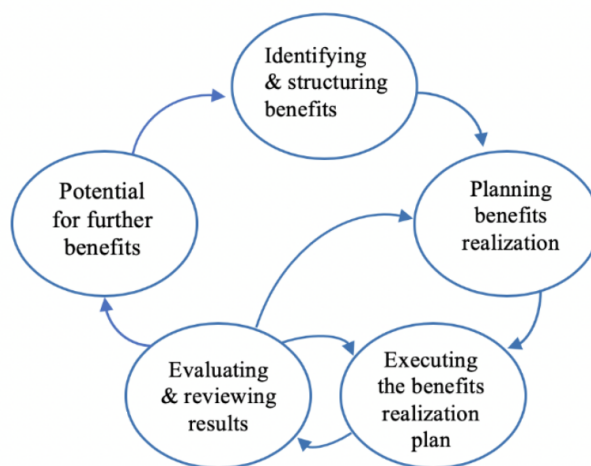 Identifying
& structuring
benefits
Planning
benefits
realization
Executing
the benefits
realization
plan
Evaluating
& reviewing
results
Potential
for further
benefits